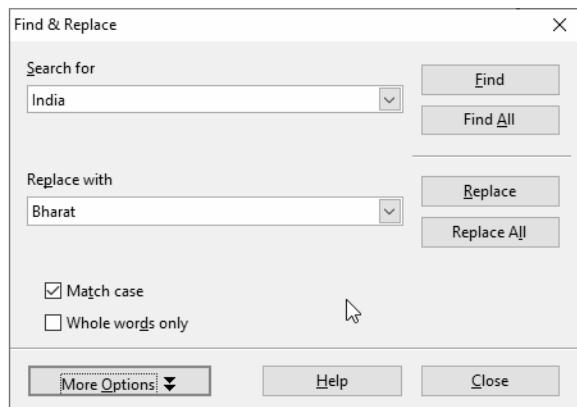 Find & Replace
Search for
India
Find
Find All
Replace with
Bharat
Replace
Replace All
Match case
Whole words only
More Options
Help
Close